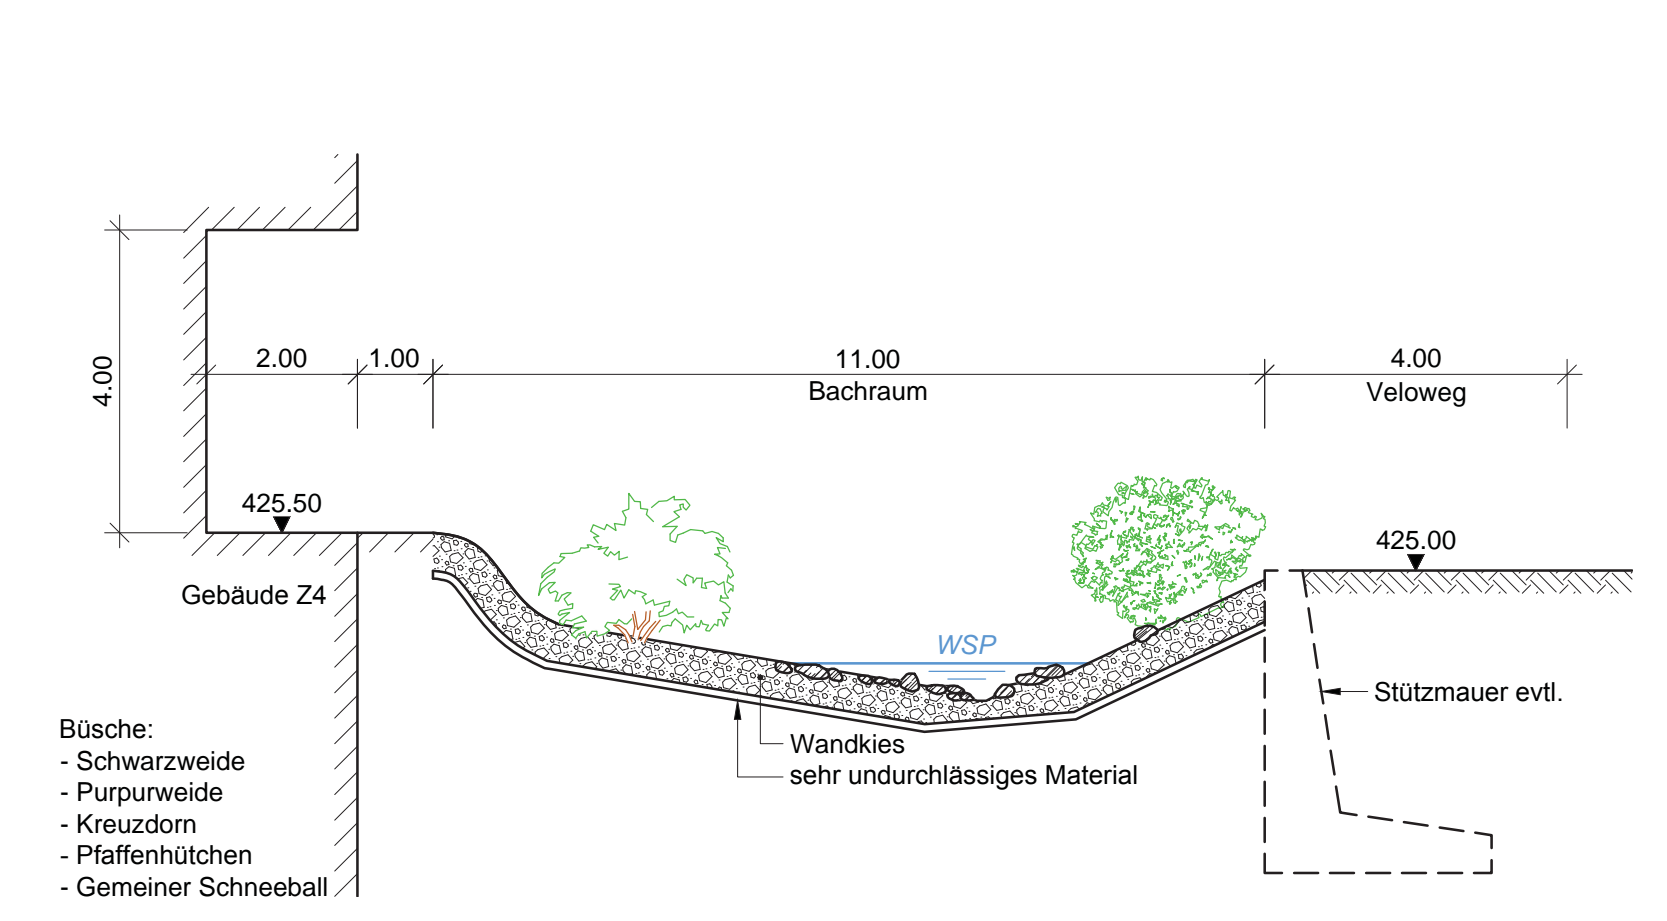 2.00
1.00
11.00
4.00
Bachraum
Veloweg
4.00
425.50
425.00
Gebäude Z4
WSP
Stützmauer evtl.
Wandkies
sehr undurchlässiges Material
Büsche:
- Schwarzweide
- Purpurweide
- Kreuzdorn
- Pfaffenhütchen
- Gemeiner Schneeball